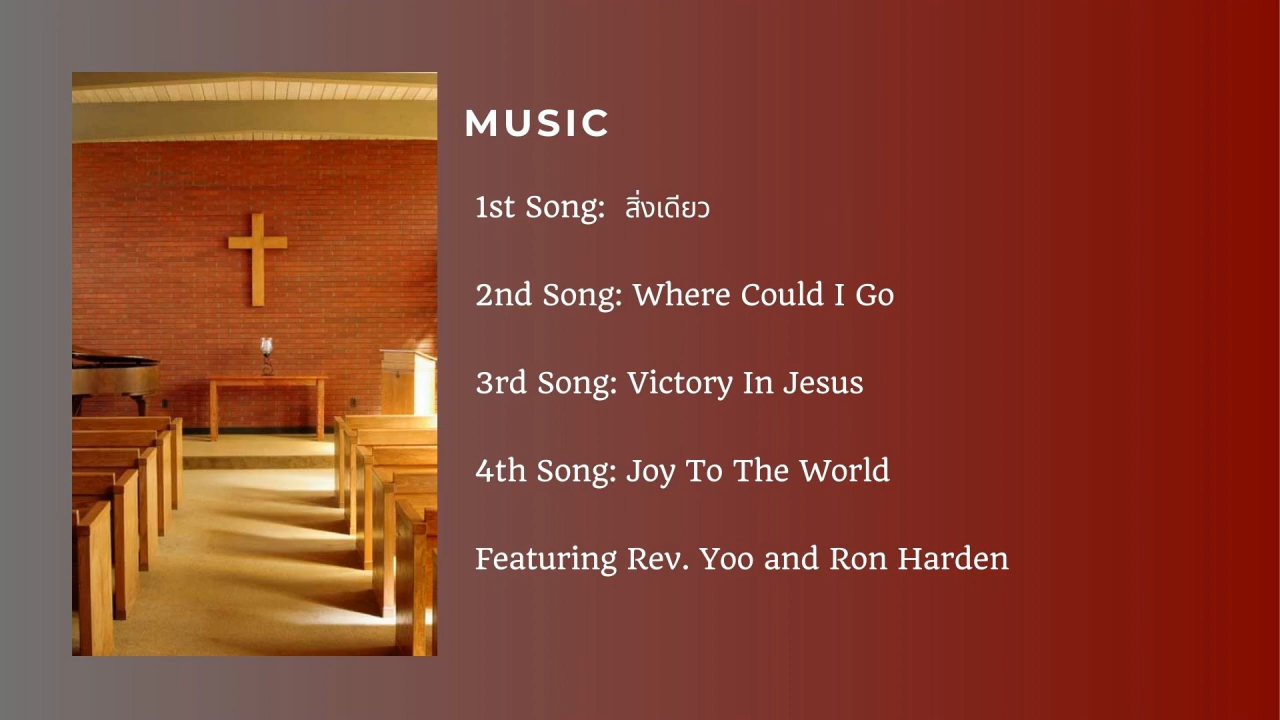 MUSIC
1st Song: สิ่งเดียว
2nd Song: Where Could I Go
3rd Song: Victory In Jesus
4th Song: Joy To The World
Featuring Rev. Yoo and Ron Harden